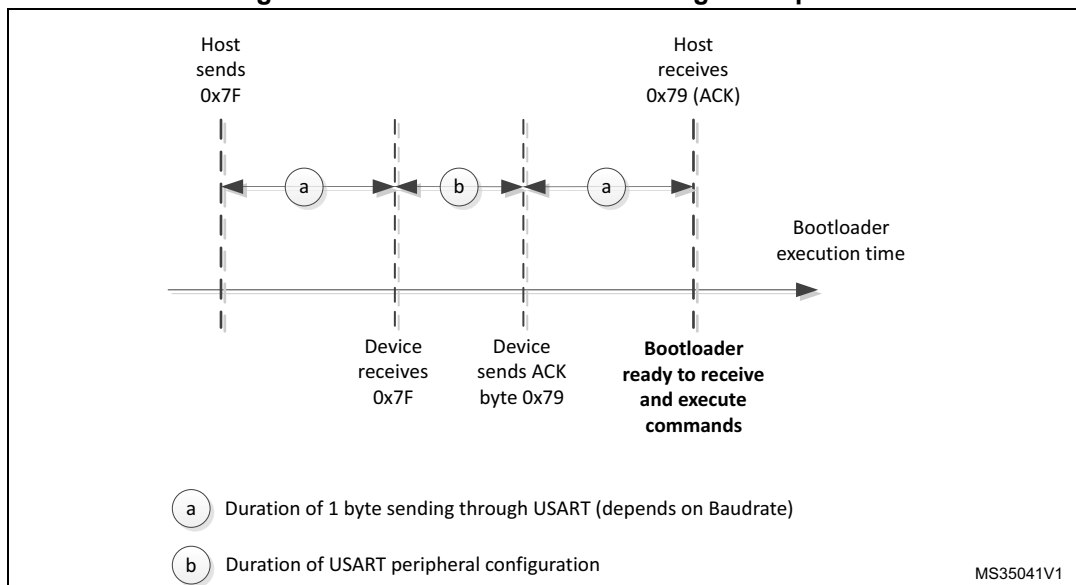 Host
sends
0x7F
Host
receives
0x79 (ACK)
a
b
a
Bootloader
execution time
Device
receives
0x7F
Device
sends ACK
byte 0x79
Bootloader
ready to receive
and execute
commands
a Duration of 1 byte sending through USART (depends on Baudrate)
b Duration of USART peripheral configuration
MS35041V1